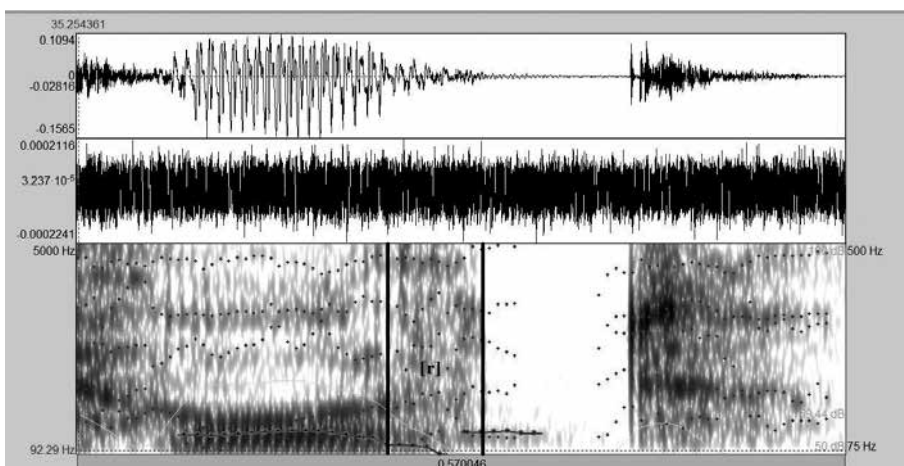 35.254361
0.1094
0
-0.02816
-0.1565
0.0002116
3.237·10-5
-0.0002241
5000 Hz
500 Hz
[r]
50 dB
92.29 Hz
75 Hz
0.570046